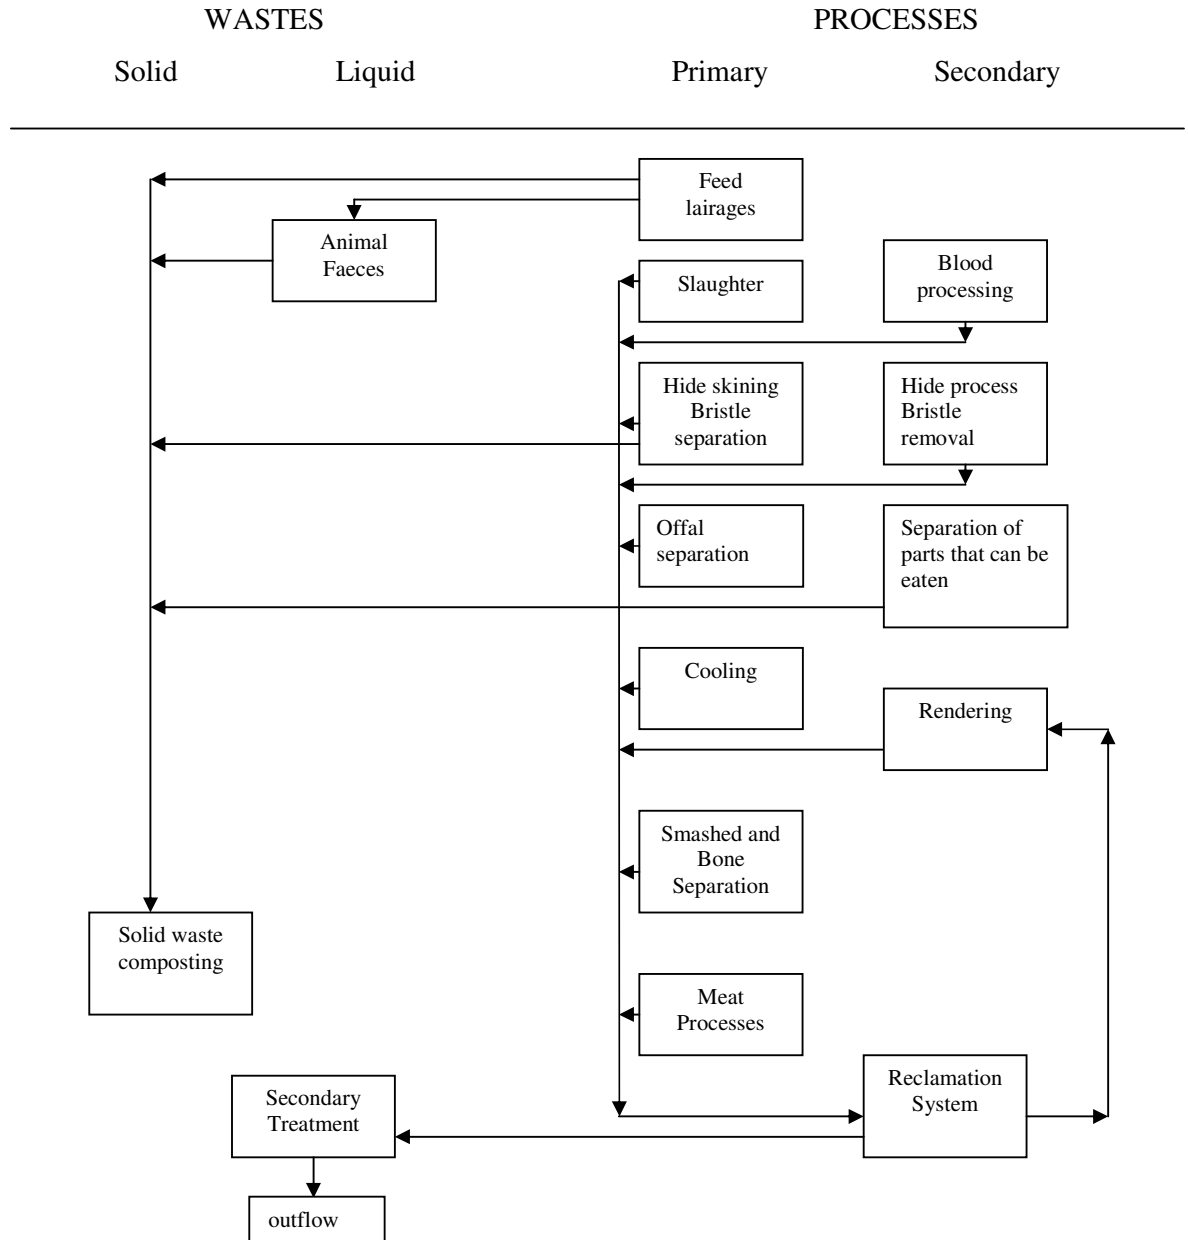 WASTES
PROCESSES
Solid
Liquid
Primary
Secondary
Feed
lairages
Animal
Faeces
Slaughter
Blood
processing
Hide skining
Bristle
separation
Hide process
Bristle
removal
Offal
separation
Separation of
parts that can be
eaten
Cooling
Rendering
Smashed and
Bone
Separation
Solid waste
composting
Meat
Processes
Reclamation
System
Secondary
Treatment
outflow